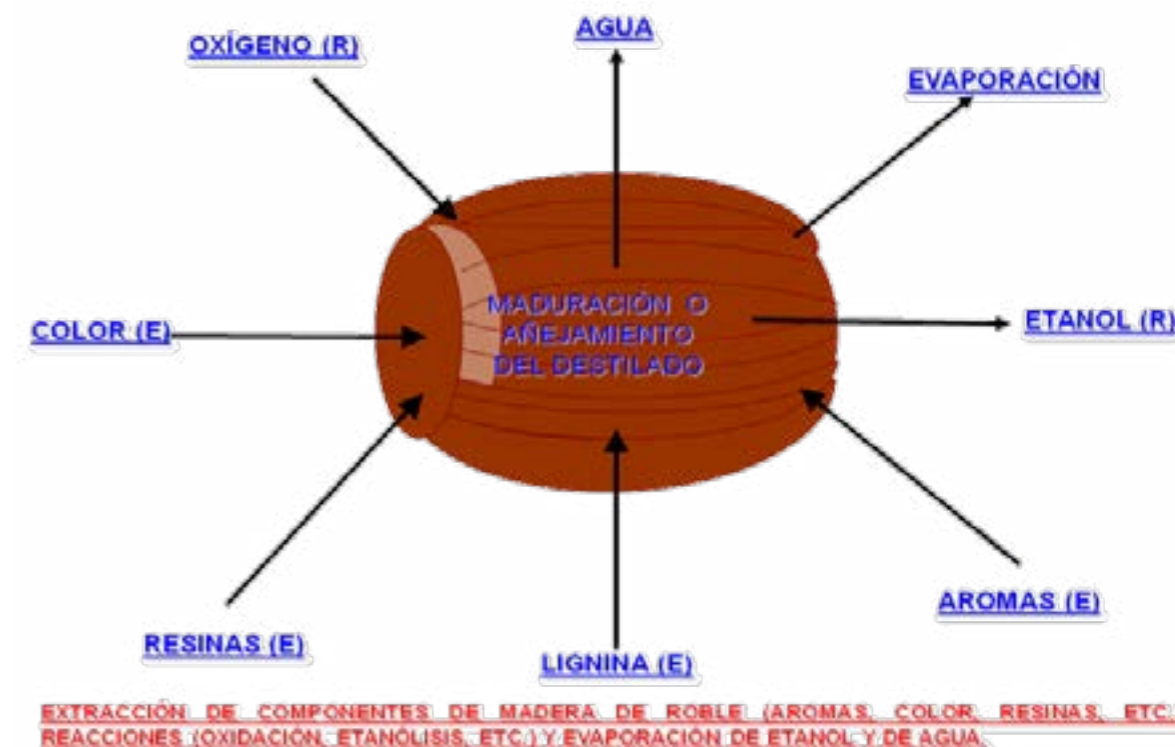 AGUA
OXÍGENO (R)
EVAPORACIÓN
MADURACIÓN O
AÑEJAMIENTO
DEL DESTILADO
COLOR (E)
ETANOL (R)
AROMAS (E)
RESINAS (E)
LIGNINA (E)
EXTRACCIÓN DE COMPONENTES DE MADERA DE ROBLE (AROMAS, COLOR, RESINAS, ETC)
REACCIONES (OXIDACIÓN, ETANÓLISIS, ETC.) Y EVAPORACIÓN DE ETANOL Y DE AGUA.